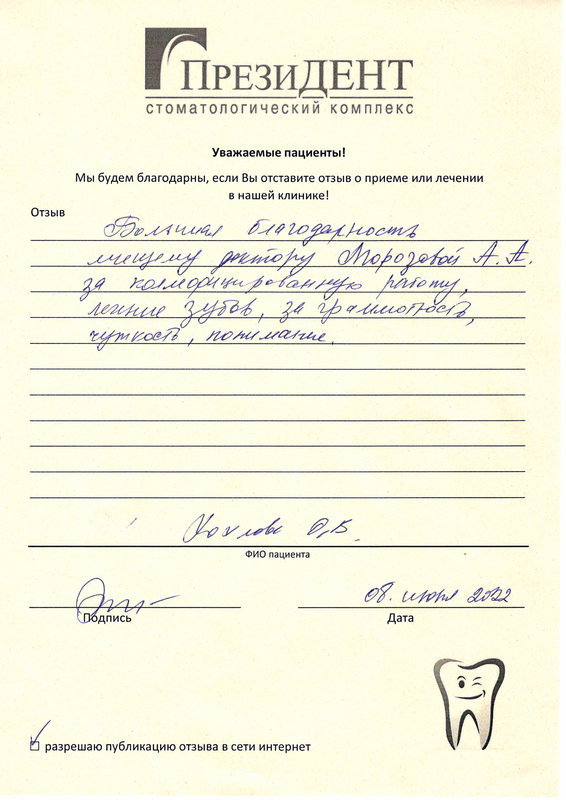 ПрезиДЕНТ
стоматологический комплекс
Уважаемые пациенты!
Мы будем благодарны, если Вы отставите отзыв о приеме или лечении
в нашей клинике!
Отзыв
Большая благодарность
лечащему доктору Морозовой А. А.
за квалифицированную работу,
лечение зубов, за грамотность,
чуткость, понимание.
Хохлова О,В.
ФИО пациента
08. июня 2022
Подпись
Дата
разрешаю публикацию отзыва в сети интернет